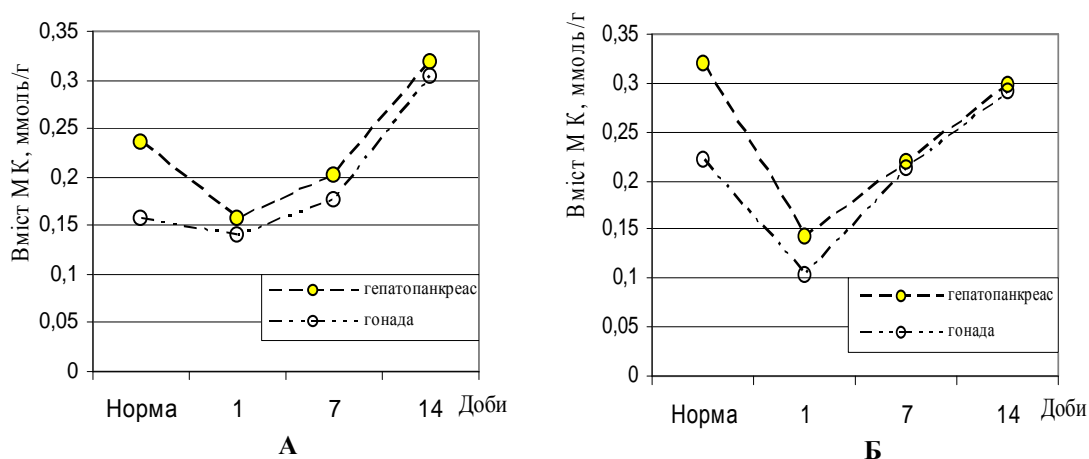 Вміст МК, ммоль/г
0,35
0,3
0,25
0,2
0,15
0,1
0,05
0
гепатопанкреас
гонада
Норма 1 7 14 Доби
А
Вміст М К, ммоль/г
0,35
0,3
0,25
0,2
0,15
0,1
0,05
0
гепатопанкреас
гонада
Норма 1 7 14 Доби
Б